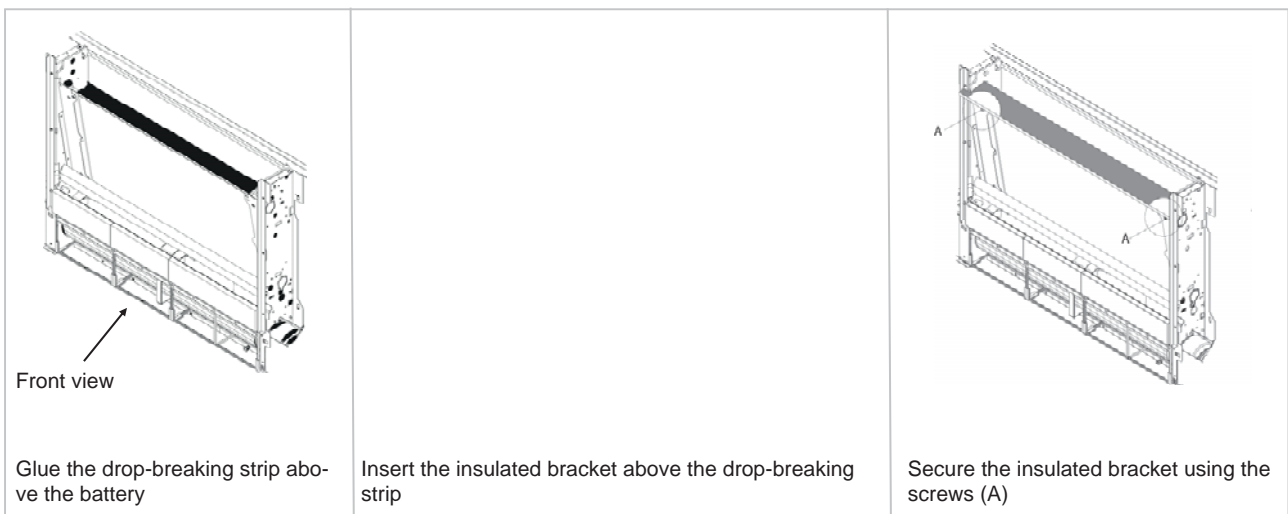 Front view
Glue the drop-breaking strip abo-
ve the battery
Insert the insulated bracket above the drop-breaking
strip
A
A
Secure the insulated bracket using the
screws (A)